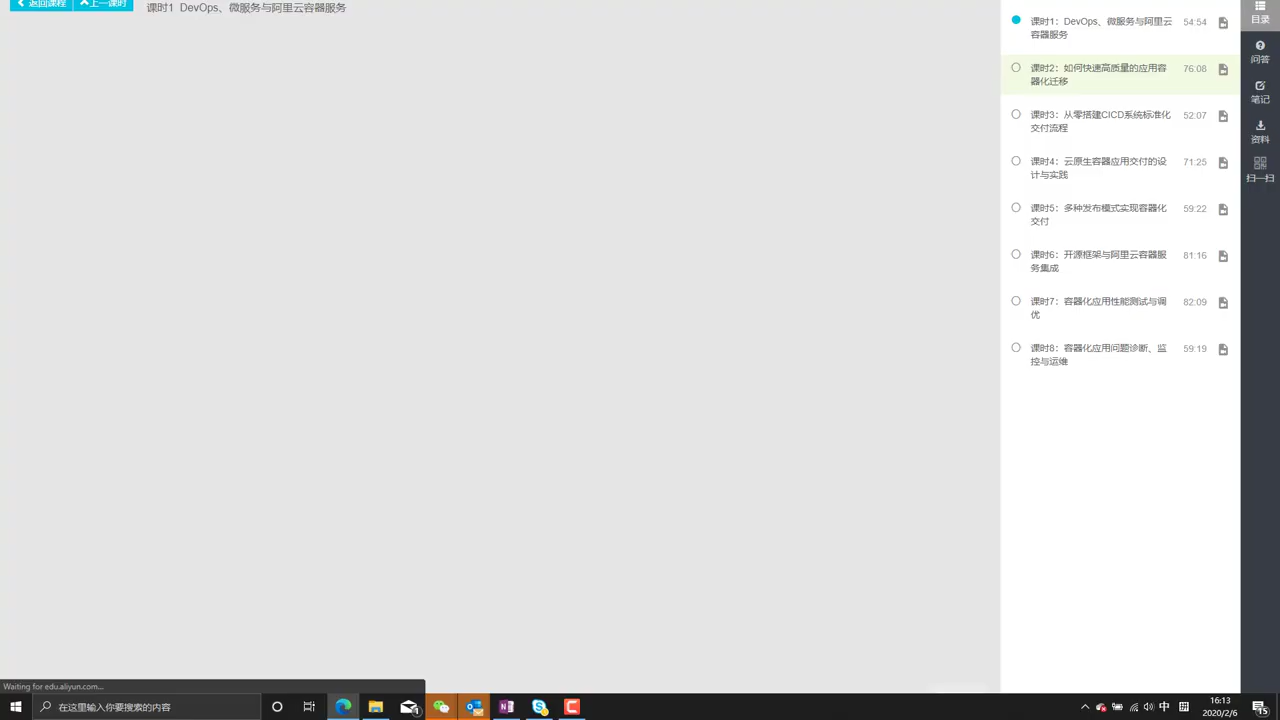 返回课程
上一课时
课时1 DevOps、微服务与阿里云容器服务
课时1：DevOps、微服务与阿里云
容器服务
54:54
课时2：如何快速高质量的应用容
器化迁移
76:08
课时3：从零搭建CICD系统标准化
交付流程
52:07
课时4：云原生容器应用交付的设
计与实践
71:25
课时5：多种发布模式实现容器化
交付
59:22
课时6：开源框架与阿里云容器服
务集成
81:16
课时7：容器化应用性能测试与调
优
82:09
课时8：容器化应用问题诊断、监
控与运维
59:19
目录
问答
笔记
资料
扫一扫
Waiting for edu.aliyun.com...
在这里输入你要搜索的内容
中
16:13
2020/2/6
15